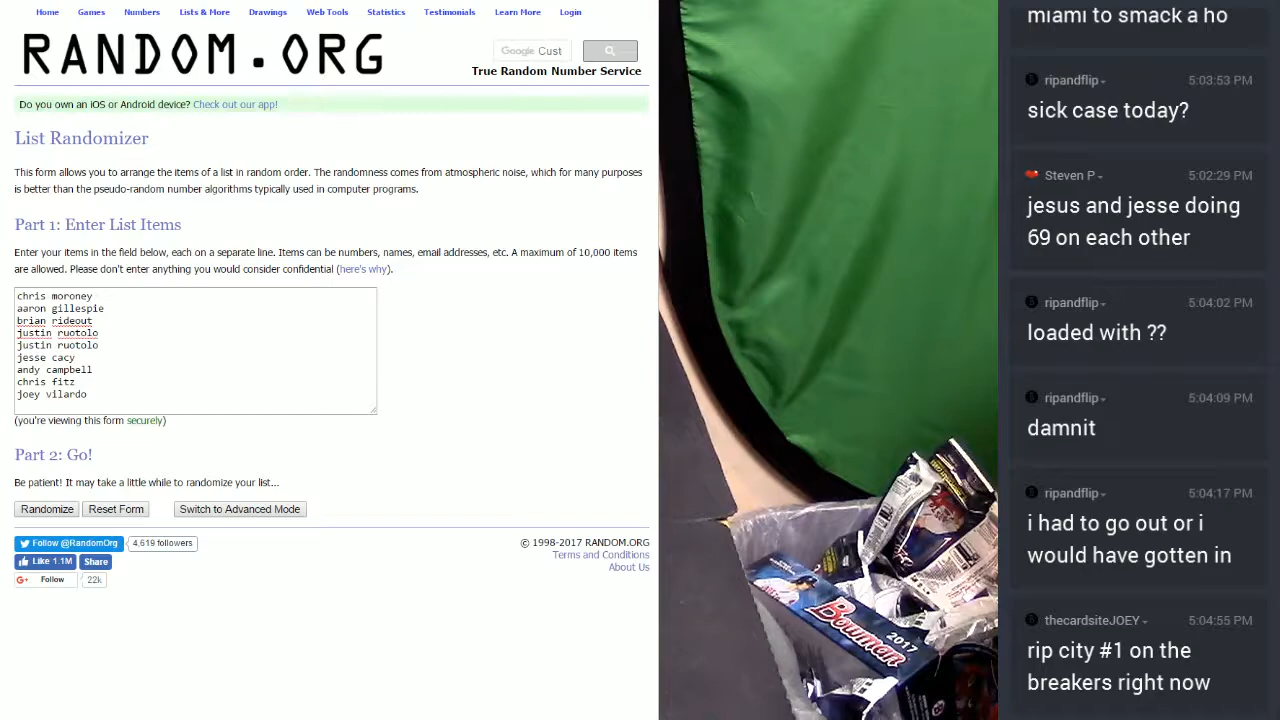 Home Games Numbers Lists & More Drawings Web Tools Statistics Testimonials Learn More Login
RANDOM.ORG
Google Cust
True Random Number Service
Do you own an iOS or Android device? Check out our app!
List Randomizer
This form allows you to arrange the items of a list in random order. The randomness comes from atmospheric noise, which for many purposes
is better than the pseudo-random number algorithms typically used in computer programs.
Part 1: Enter List Items
Enter your items in the field below, each on a separate line. Items can be numbers, names, email addresses, etc. A maximum of 10,000 items
are allowed. Please don't enter anything you would consider confidential (here's why).
chris moroney
aaron gillespie
brian rideout
justin ruotolo
justin ruotolo
jesse cacy
andy campbell
chris fitz
joey vilardo
(you're viewing this form securely)
Part 2: Go!
Be patient! It may take a little while to randomize your list...
Randomize Reset Form Switch to Advanced Mode
Follow @RandomOrg 4,619 followers
Like 1.1M Share
G+ Follow 22k
© 1998-2017 RANDOM.ORG
Terms and Conditions
About Us
Bowman
2017
miami to smack a ho
ripandflip 5:03:53 PM
sick case today?
Steven P 5:02:29 PM
jesus and jesse doing
69 on each other
ripandflip 5:04:02 PM
loaded with ??
ripandflip 5:04:09 PM
damnit
ripandflip 5:04:17 PM
i had to go out or i
would have gotten in
thecardsiteJOEY 5:04:55 PM
rip city #1 on the
breakers right now